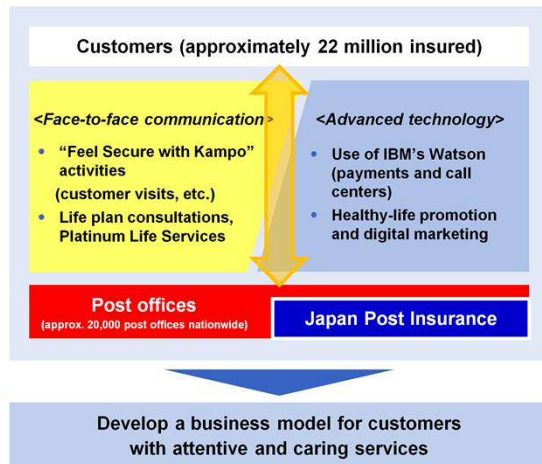 Customers (approximately 22 million insured)
<Face-to-face communication>
• “Feel Secure with Kampo”
activities
(customer visits, etc.)
• Life plan consultations,
Platinum Life Services
<Advanced technology>
• Use of IBM’s Watson
(payments and call
centers)
• Healthy-life promotion
and digital marketing
Post offices
(approx. 20,000 post offices nationwide)
Japan Post Insurance
Develop a business model for customers
with attentive and caring services